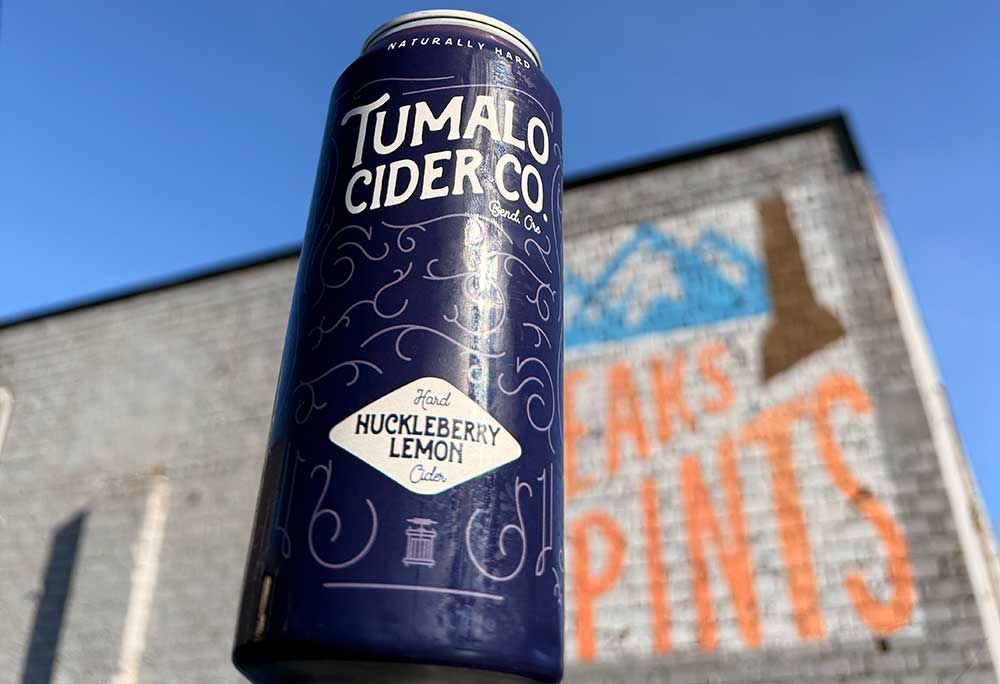 NATURALLY HARD
TUMALO
CIDER CO.
Bend, Ore
Hard
HUCKLEBERRY
LEMON
Cider
EAKS
PINTS